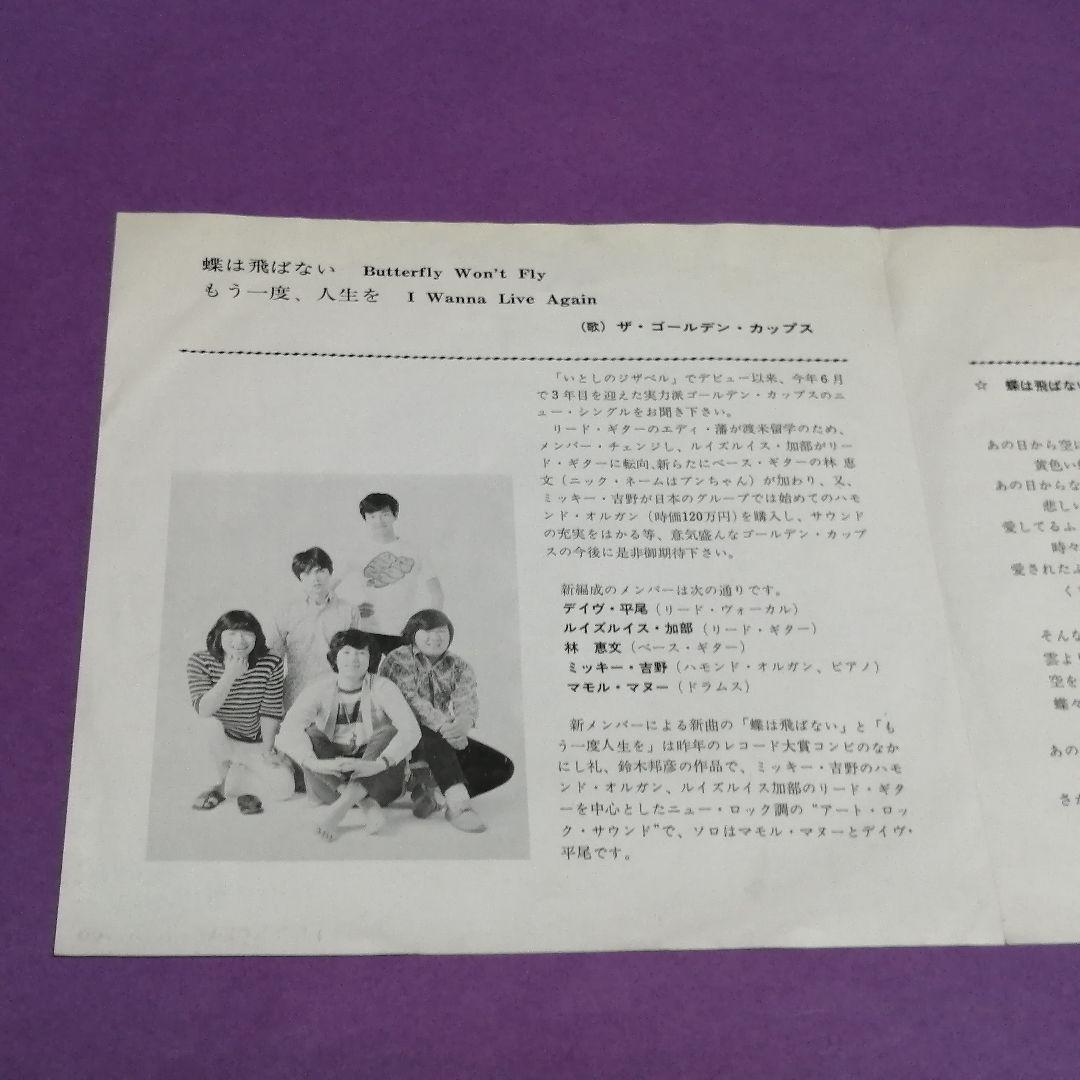 蝶は飛ばない Butterfly Won't Fly
もう一度、人生を I Wanna Live Again
(歌) ザ・ゴールデン・カップス
「いとしのジザベル」でデビュー以来、今年6月
で3年目を迎えた実力派ゴールデン・カップスのニ
ュー・シングルをお聞き下さい。
リード・ギターのエディ・藩が渡米留学のため、
メンバー・チェンジし、ルイズルイス・加部がリー
ド・ギターに転向、新らたにベース・ギターの林 恵
文(ニック・ネームはブンちゃん)が加わり、又、
ミッキー・吉野が日本のグループでは始めてのハモ
ンド・オルガン(時価120万円)を購入し、サウンド
の充実をはかる等、意気盛んなゴールデン・カップ
スの今後に是非御期待下さい。
新編成のメンバーは次の通りです。
デイヴ・平尾(リード・ヴォーカル)
ルイズルイス・加部(リード・ギター)
林 恵文(ベース・ギター)
ミッキー・吉野(ハモンド・オルガン、ピアノ)
マモル・マヌー(ドラムス)
新メンバーによる新曲の「蝶は飛ばない」と「も
う一度人生を」は昨年のレコード大賞コンビのなか
にし礼、鈴木邦彦の作品で、ミッキー・吉野のハモ
ンド・オルガン、ルイズルイス加部のリード・ギタ
ーを中心としたニュー・ロック調の"アート・ロッ
ク・サウンド"で、ソロはマモル・マヌーとデイヴ・
平尾です。
☆ 蝶は飛ばない
あの日から空
黄色い
あの日からな
悲しい
愛してるふ
時々
愛された
く
そんな
雲よ
空を
蝶々
あの
さ